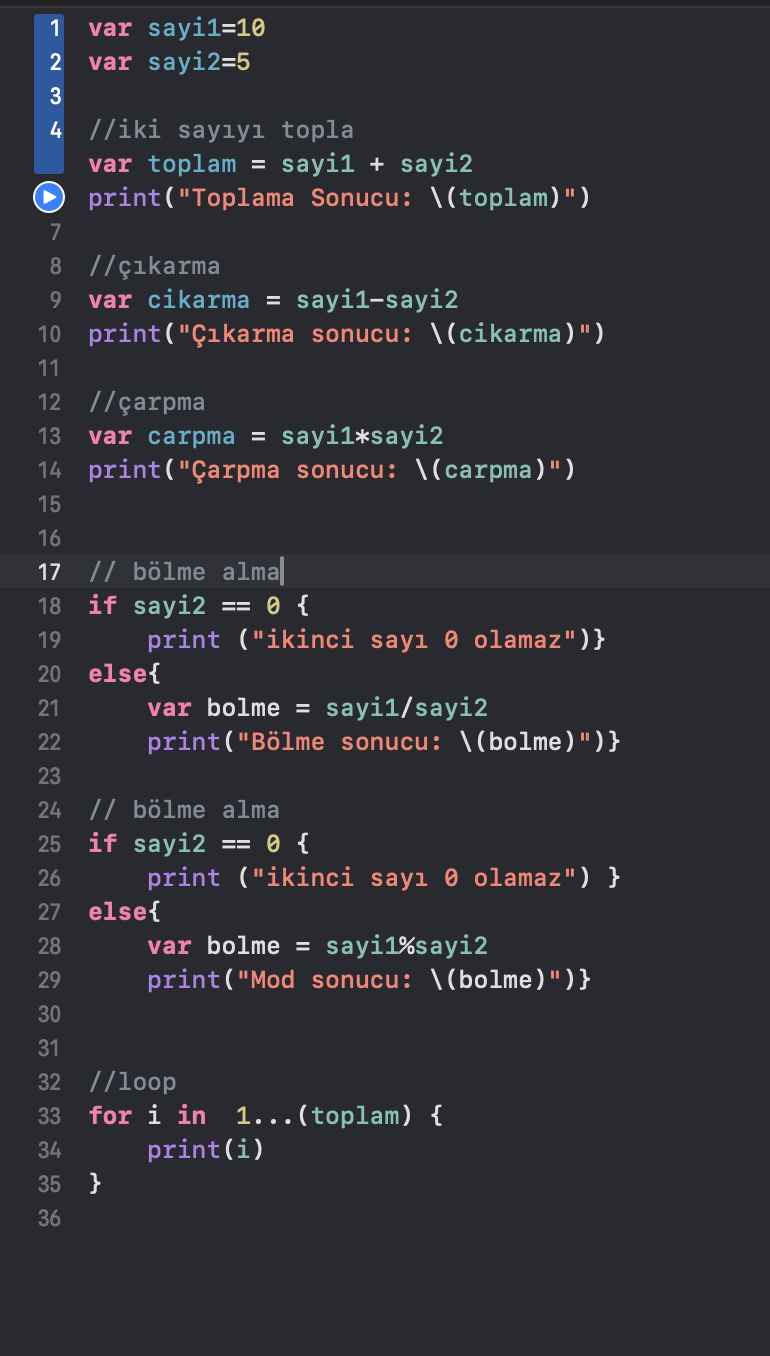 1 var sayi1=10
2 var sayi2=5
3
4 //iki sayıyı topla
var toplam = sayi1 + sayi2
print("Toplama Sonucu: \(toplam)")
7
8 //çıkarma
9 var cikarma = sayi1-sayi2
10 print("Çıkarma sonucu: \(cikarma)")
11
12 //çarpma
13 var carpma = sayi1*sayi2
14 print("Çarpma sonucu: \(carpma)")
15
16
17 // bölme alma
18 if sayi2 == 0 {
19     print ("ikinci sayı 0 olamaz")}
20 else{
21     var bolme = sayi1/sayi2
22     print("Bölme sonucu: \(bolme)")}
23
24 // bölme alma
25 if sayi2 == 0 {
26     print ("ikinci sayı 0 olamaz") }
27 else{
28     var bolme = sayi1%sayi2
29     print("Mod sonucu: \(bolme)")}
30
31
32 //loop
33 for i in  1...(toplam) {
34     print(i)
35 }
36